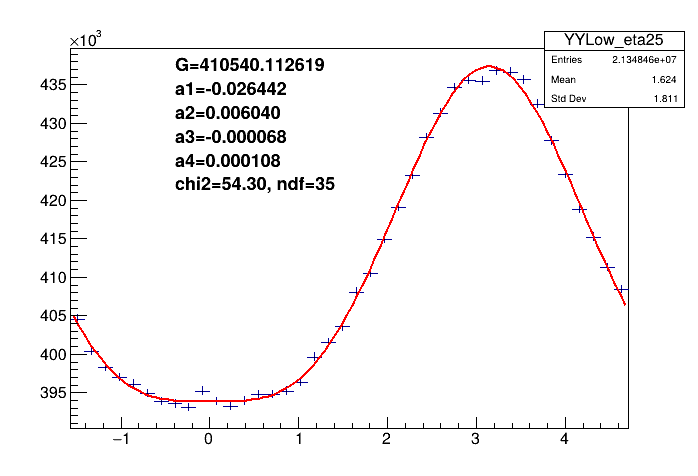 ×10³
YYLow_eta25
Entries 2.134846e+07
Mean 1.624
Std Dev 1.811
G=410540.112619
a1=-0.026442
a2=0.006040
a3=-0.000068
a4=0.000108
chi2=54.30, ndf=35
435
430
425
420
415
410
405
400
395
−1 0 1 2 3 4